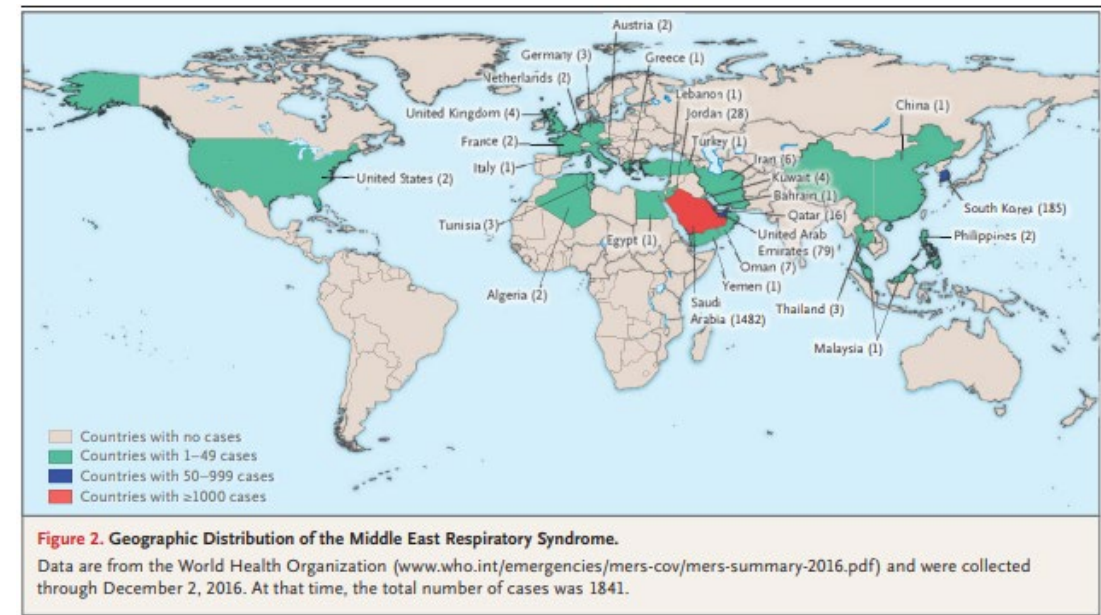 Austria (2)
Germany (3)
Greece (1)
Netherlands (2)
Lebanon (1)
United Kingdom (4)
Jordan (28)
China (1)
France (2)
Turkey (1)
Italy (1)
Iran (6)
United States (2)
Kuwait (4)
Bahrain (1)
Qatar (16)
South Korea (185)
Tunisia (3)
United Arab
Emirates (79)
Egypt (1)
Philippines (2)
Oman (7)
Yemen (1)
Algeria (2)
Saudi
Arabia (1482)
Thailand (3)
Malaysia (1)
Countries with no cases
Countries with 1–49 cases
Countries with 50–999 cases
Countries with ≥1000 cases
Figure 2. Geographic Distribution of the Middle East Respiratory Syndrome.
Data are from the World Health Organization (www.who.int/emergencies/mers-cov/mers-summary-2016.pdf) and were collected
through December 2, 2016. At that time, the total number of cases was 1841.